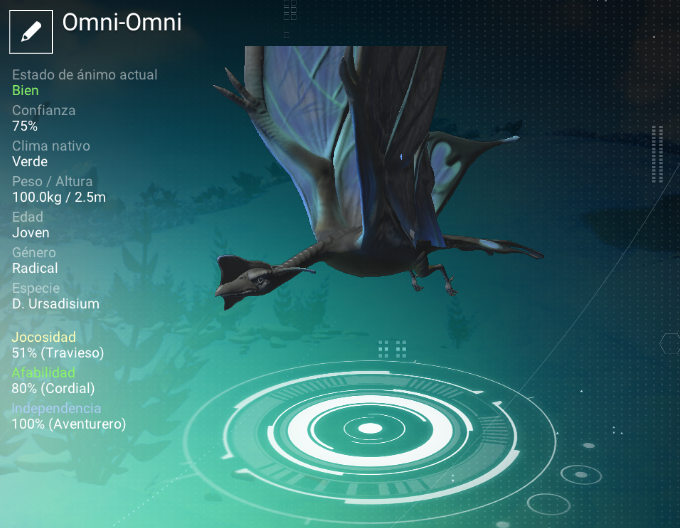 Omni-Omni
Estado de ánimo actual
Bien
Confianza
75%
Clima nativo
Verde
Peso / Altura
100.0kg / 2.5m
Edad
Joven
Género
Radical
Especie
D. Ursadisium
Jocosidad
51% (Travieso)
Afabilidad
80% (Cordial)
Independencia
100% (Aventurero)